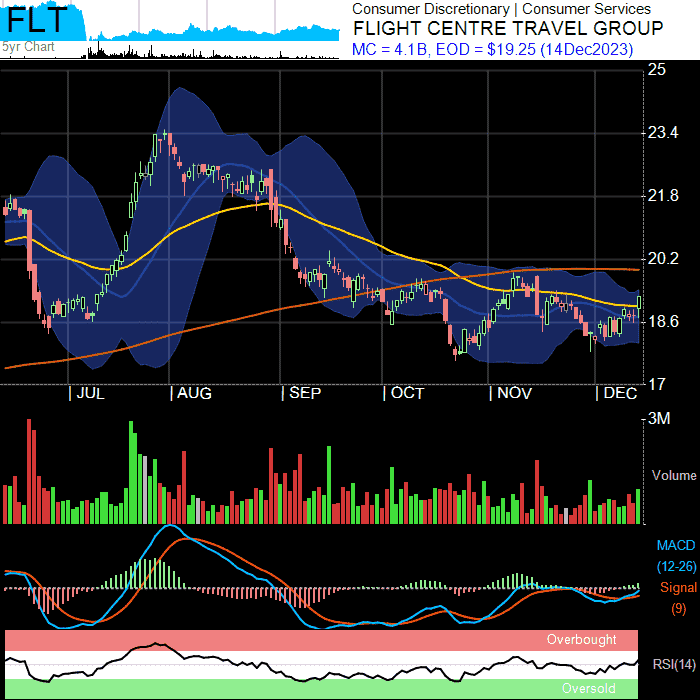 FLT
5yr Chart
Consumer Discretionary | Consumer Services
FLIGHT CENTRE TRAVEL GROUP
MC = 4.1B, EOD = $19.25 (14Dec2023)
25
23.4
21.8
20.2
18.6
17
JUL AUG SEP OCT NOV DEC
3M
Volume
MACD
(12-26)
Signal
(9)
Overbought
RSI(14)
Oversold